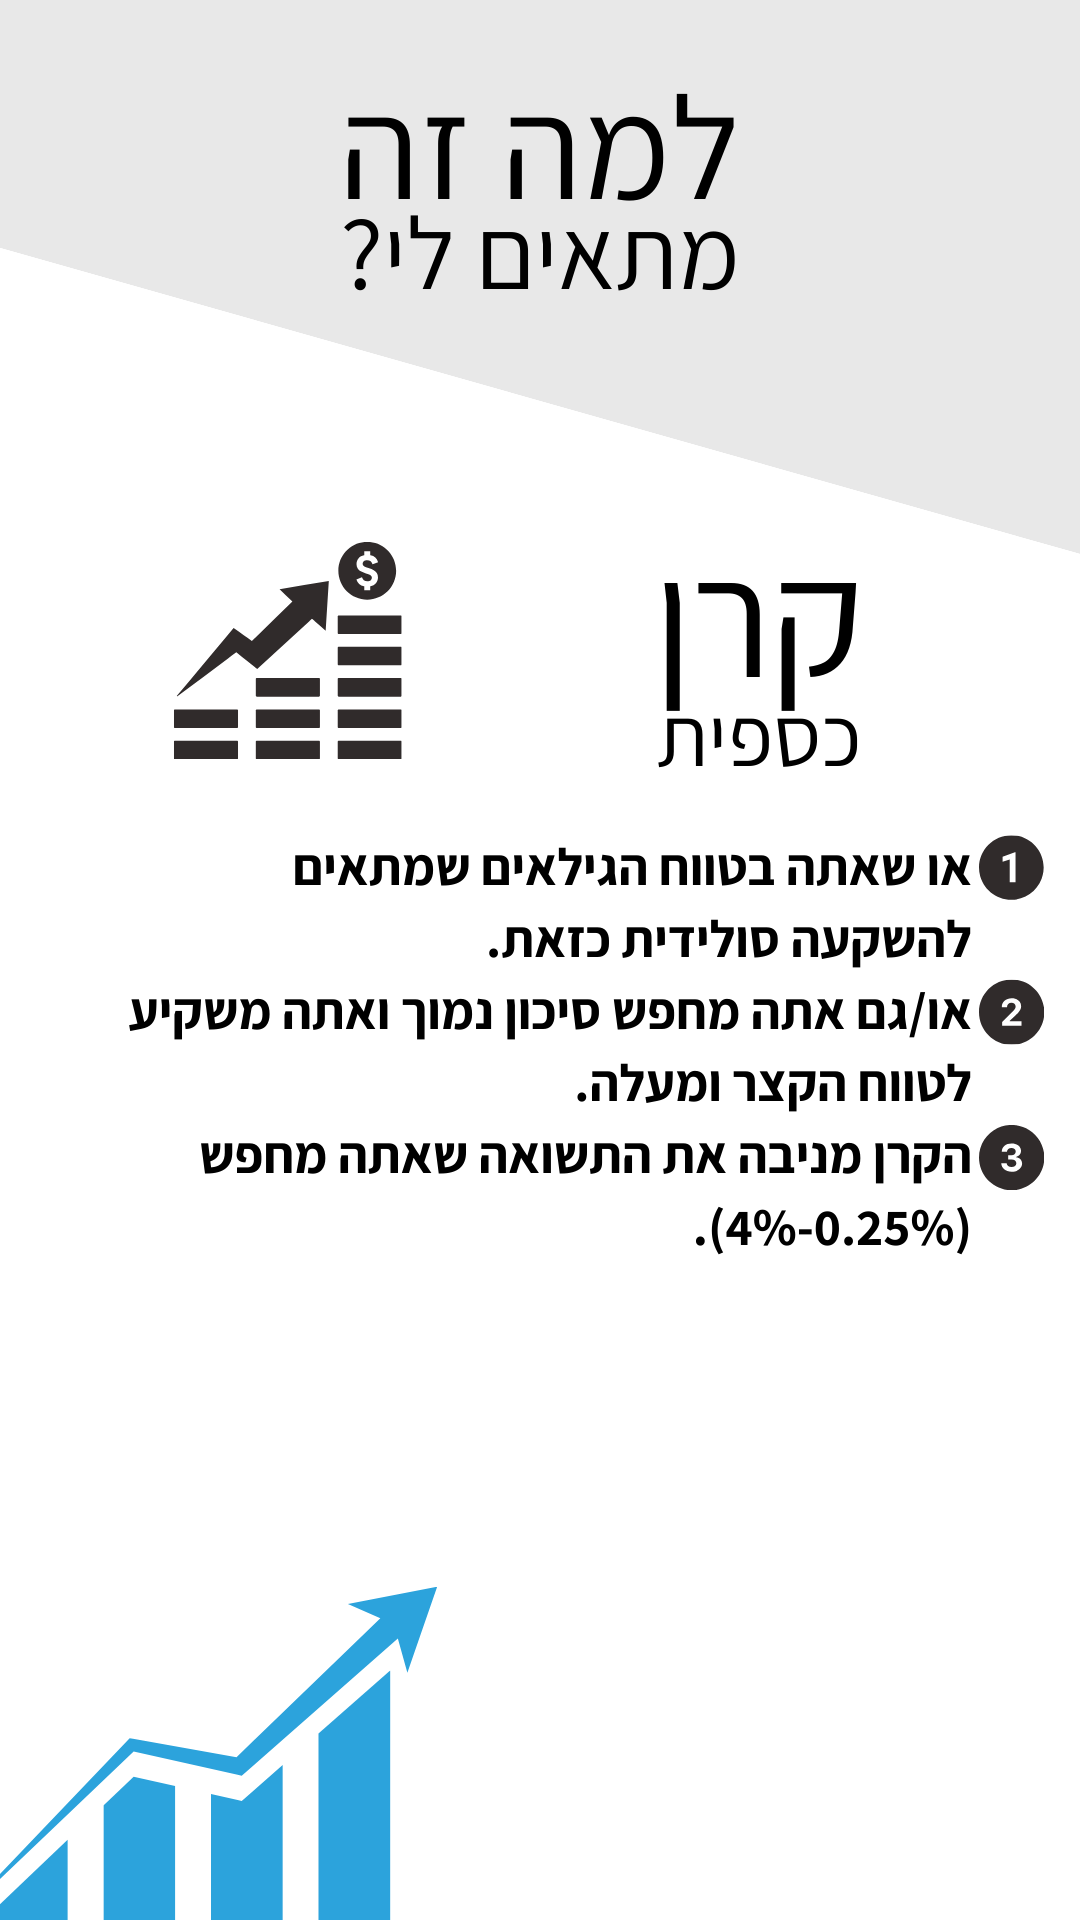 למה זה
מתאים לי?
$
קרן
כספית
1 או שאתה בטווח הגילאים שמתאים
להשקעה סולידית כזאת.
2 או/גם אתה מחפש סיכון נמוך ואתה משקיע
לטווח הקצר ומעלה.
3 הקרן מניבה את התשואה שאתה מחפש
(0.25%-4%).